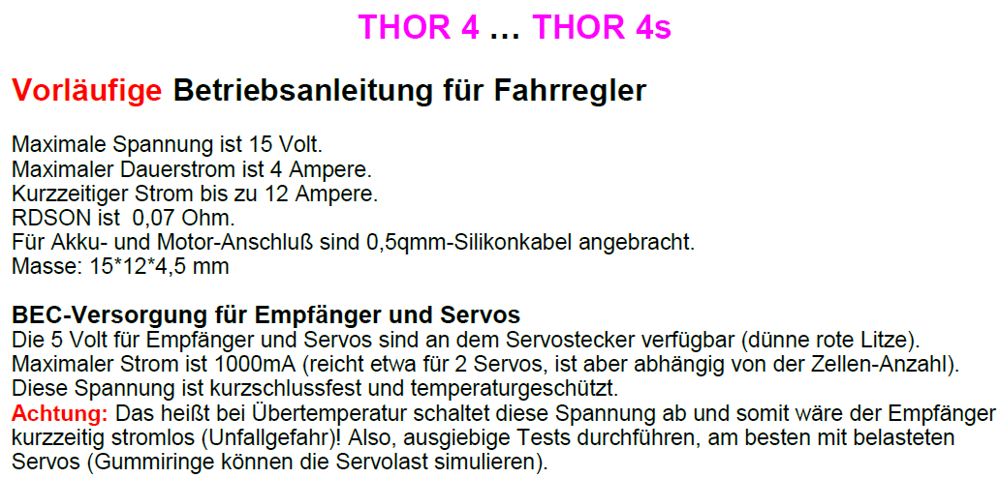 THOR 4 … THOR 4s
Vorläufige Betriebsanleitung für Fahrregler
Maximale Spannung ist 15 Volt.
Maximaler Dauerstrom ist 4 Ampere.
Kurzzeitiger Strom bis zu 12 Ampere.
RDSON ist  0,07 Ohm.
Für Akku- und Motor-Anschluß sind 0,5qmm-Silikonkabel angebracht.
Masse: 15*12*4,5 mm
BEC-Versorgung für Empfänger und Servos
Die 5 Volt für Empfänger und Servos sind an dem Servostecker verfügbar (dünne rote Litze).
Maximaler Strom ist 1000mA (reicht etwa für 2 Servos, ist aber abhängig von der Zellen-Anzahl).
Diese Spannung ist kurzschlussfest und temperaturgeschützt.
Achtung: Das heißt bei Übertemperatur schaltet diese Spannung ab und somit wäre der Empfänger
kurzzeitig stromlos (Unfallgefahr)! Also, ausgiebige Tests durchführen, am besten mit belasteten
Servos (Gummiringe können die Servolast simulieren).